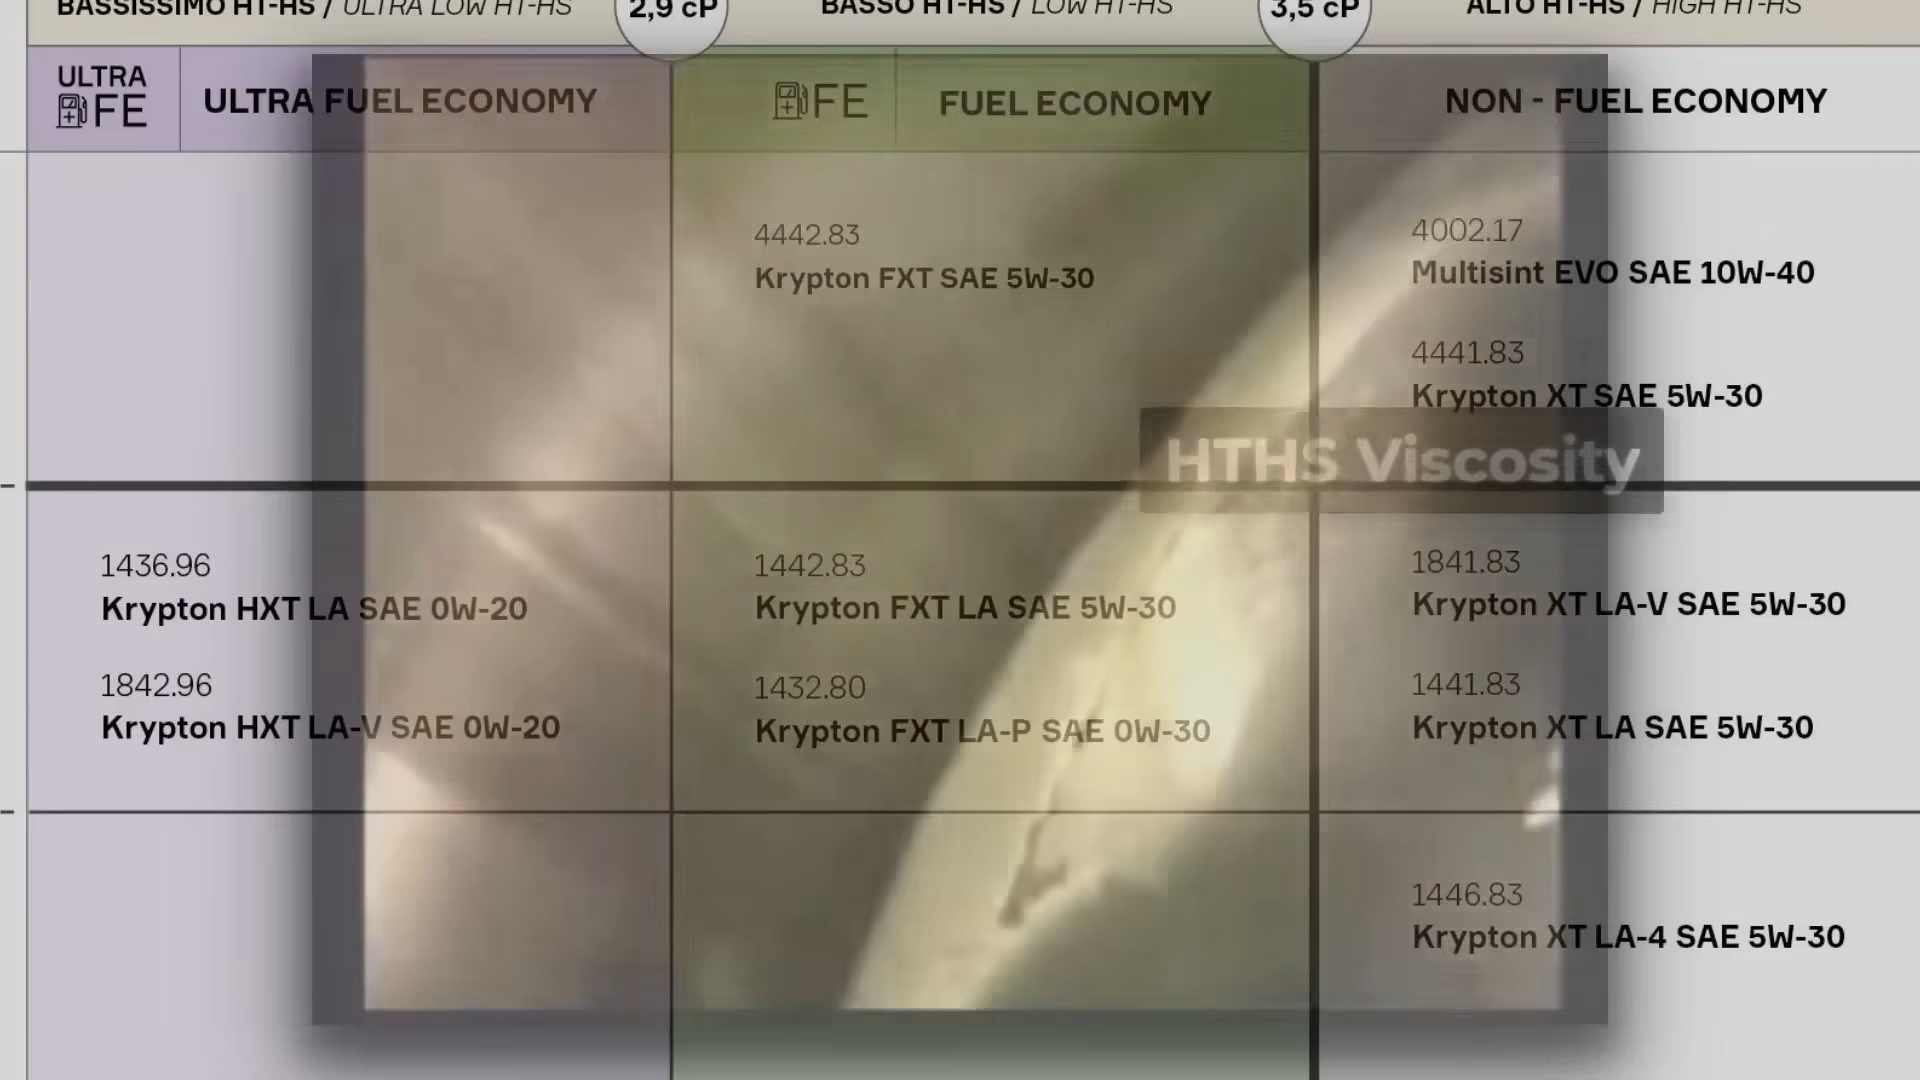 BASSISSIMO HT-HS / ULTRA LOW HT-HS
2,9 cP
BASSO HT-HS / LOW HT-HS
3,5 cP
ALTO HT-HS / HIGH HT-HS
ULTRA
FE
ULTRA FUEL ECONOMY
FE
FUEL ECONOMY
NON - FUEL ECONOMY
4442.83
Krypton FXT SAE 5W-30
4002.17
Multisint EVO SAE 10W-40
4441.83
Krypton XT SAE 5W-30
HTHS Viscosity
1436.96
Krypton HXT LA SAE 0W-20
1842.96
Krypton HXT LA-V SAE 0W-20
1442.83
Krypton FXT LA SAE 5W-30
1432.80
Krypton FXT LA-P SAE 0W-30
1841.83
Krypton XT LA-V SAE 5W-30
1441.83
Krypton XT LA SAE 5W-30
1446.83
Krypton XT LA-4 SAE 5W-30